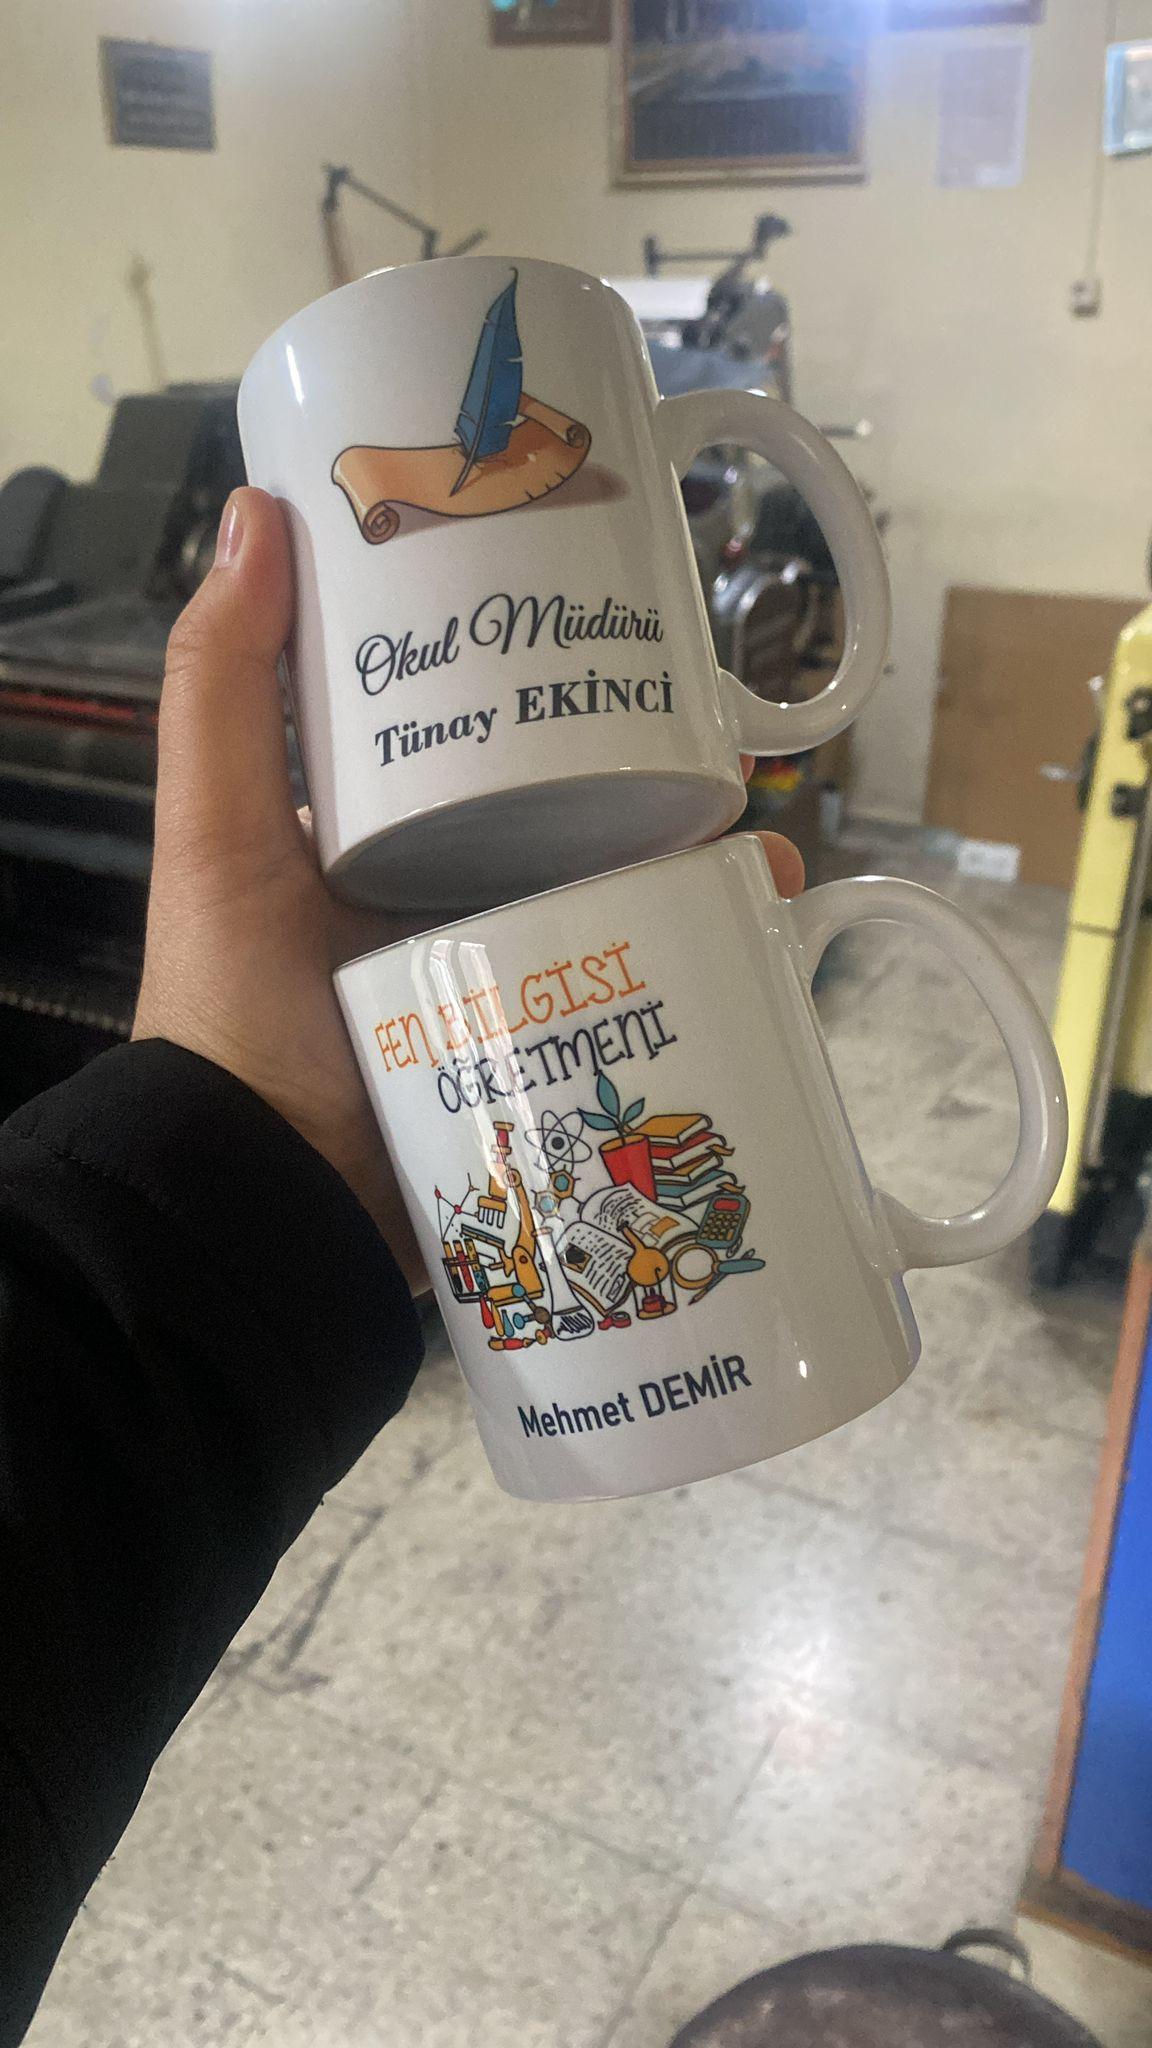 Okul Müdürü
Tünay EKİNCİ
FEN BİLGİSİ
ÖĞRETMENİ
Mehmet DEMİR